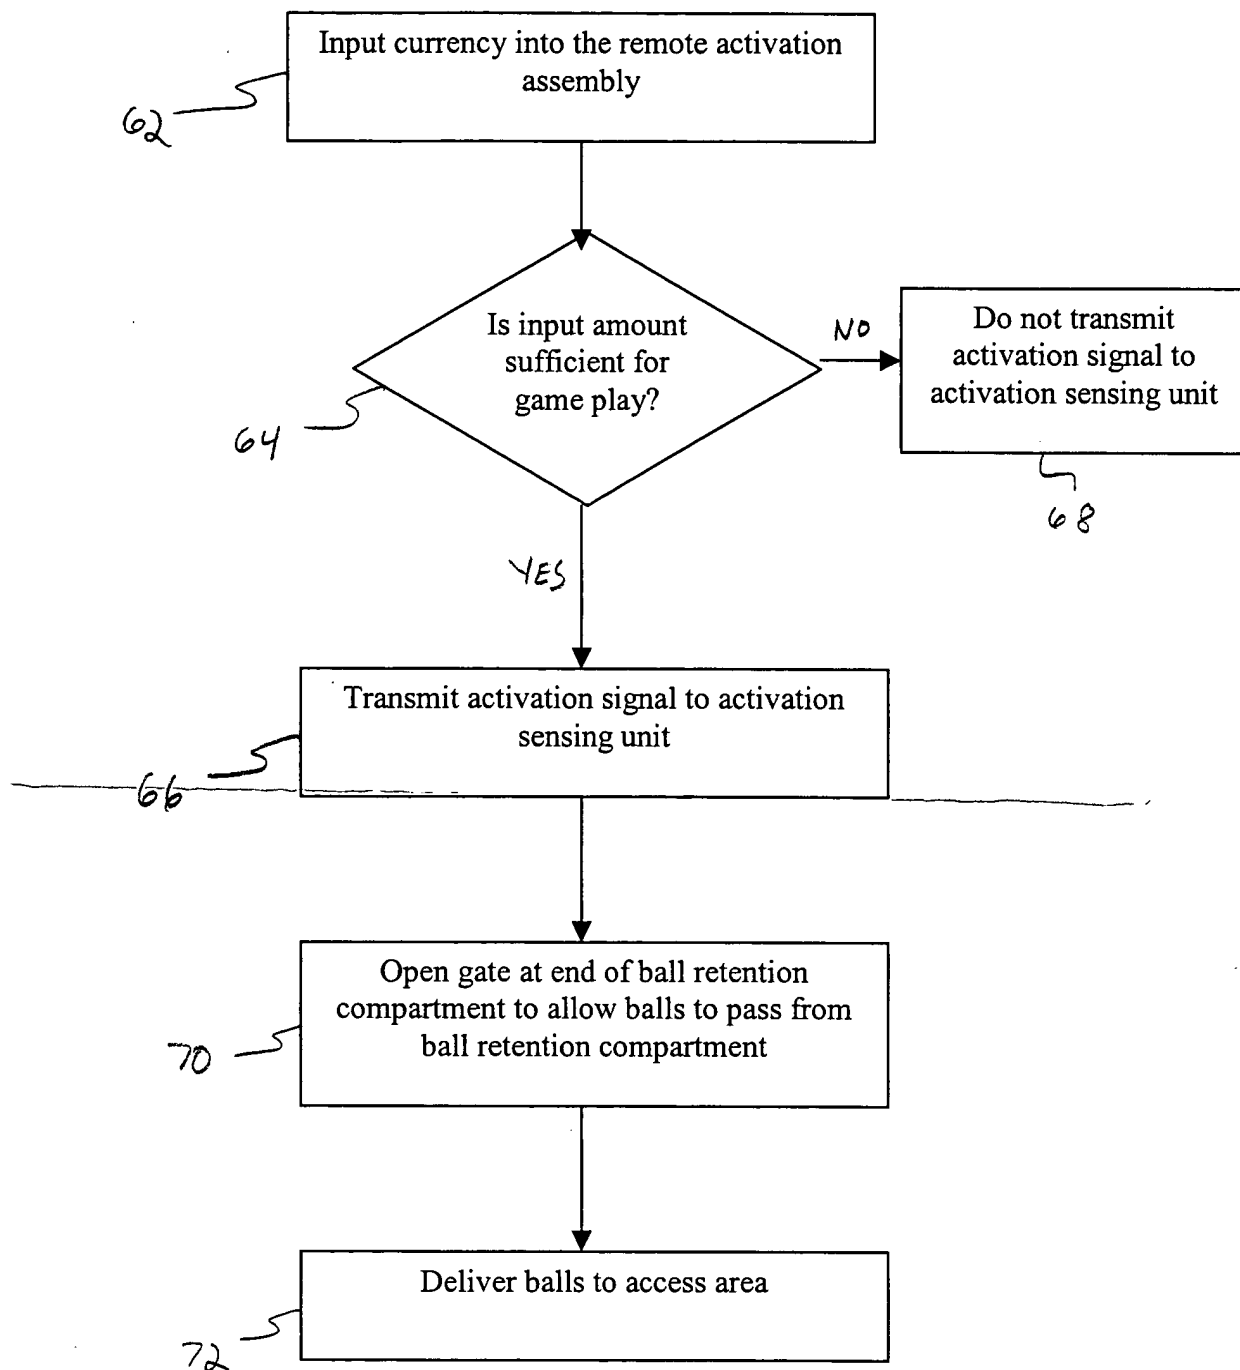 Input currency into the remote activation
assembly
62
Is input amount
sufficient for
game play?
64
NO
Do not transmit
activation signal to
activation sensing unit
68
YES
Transmit activation signal to activation
sensing unit
66
Open gate at end of ball retention
compartment to allow balls to pass from
ball retention compartment
70
Deliver balls to access area
72